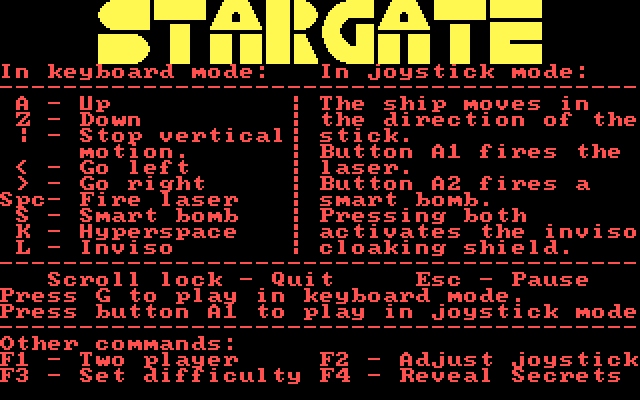 STARGATE
In keyboard mode:    In joystick mode:
A - Up    The ship moves in
Z - Down    the direction of the
¦ - Stop vertical    stick.
motion.    Button A1 fires the
< - Go left    laser.
> - Go right    Button A2 fires a
Spc- Fire laser    smart bomb.
S - Smart bomb    Pressing both
K - Hyperspace    activates the inviso
L - Inviso    cloaking shield.
Scroll lock - Quit    Esc - Pause
Press G to play in keyboard mode.
Press button A1 to play in joystick mode
Other commands:
F1 - Two player    F2 - Adjust joystick
F3 - Set difficulty    F4 - Reveal Secrets